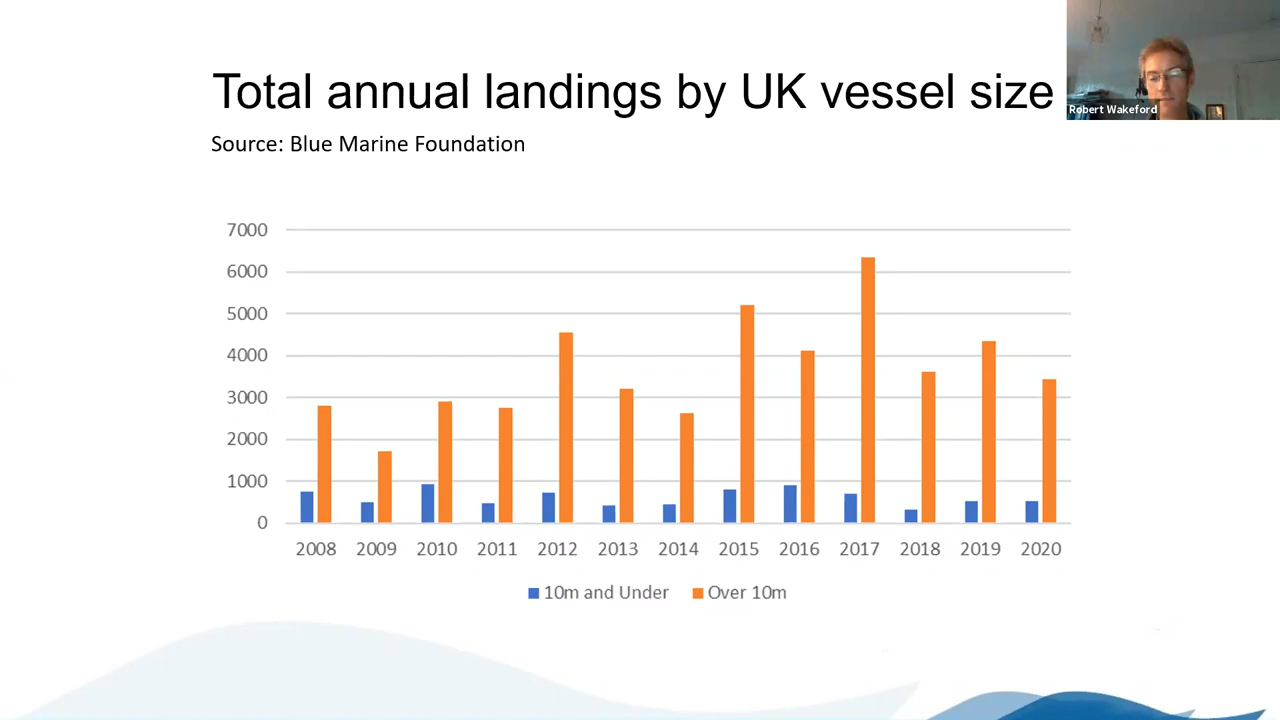 Total annual landings by UK vessel size
Robert Wakeford
Source: Blue Marine Foundation
7000
6000
5000
4000
3000
2000
1000
0
2008 2009 2010 2011 2012 2013 2014 2015 2016 2017 2018 2019 2020
10m and Under Over 10m